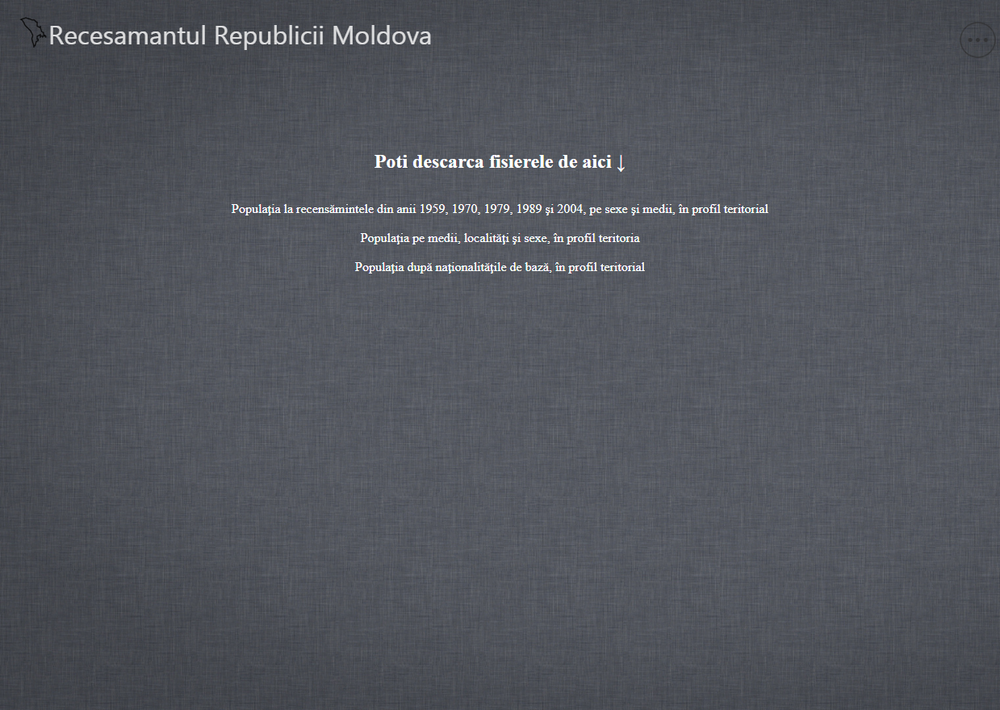 Recesamantul Republicii Moldova
Poti descarca fisierele de aici ↓
Populaţia la recensămintele din anii 1959, 1970, 1979, 1989 şi 2004, pe sexe şi medii, în profil teritorial
Populaţia pe medii, localităţi şi sexe, în profil teritoria
Populaţia după naţionalităţile de bază, în profil teritorial